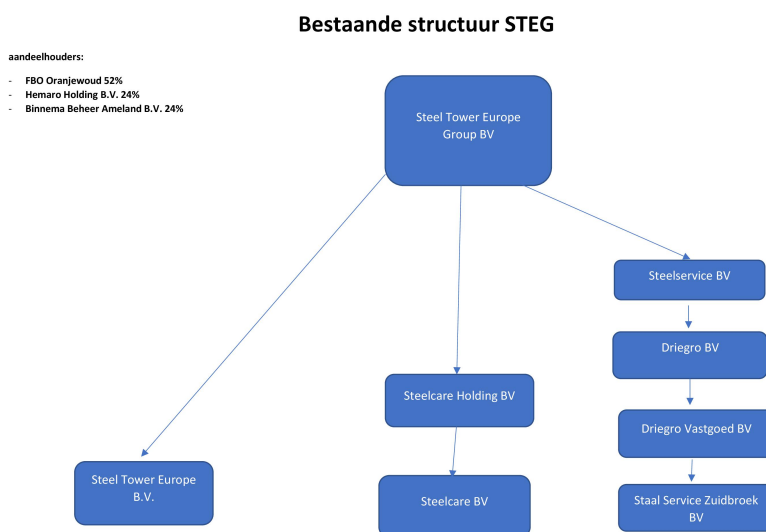 Bestaande structuur STEG
aandeelhouders:
- FBO Oranjewoud 52%
- Hemaro Holding B.V. 24%
- Binnema Beheer Ameland B.V. 24%
Steel Tower Europe
Group BV
Steelservice BV
Driegro BV
Steelcare Holding BV
Driegro Vastgoed BV
Steel Tower Europe
B.V.
Steelcare BV
Staal Service Zuidbroek
BV